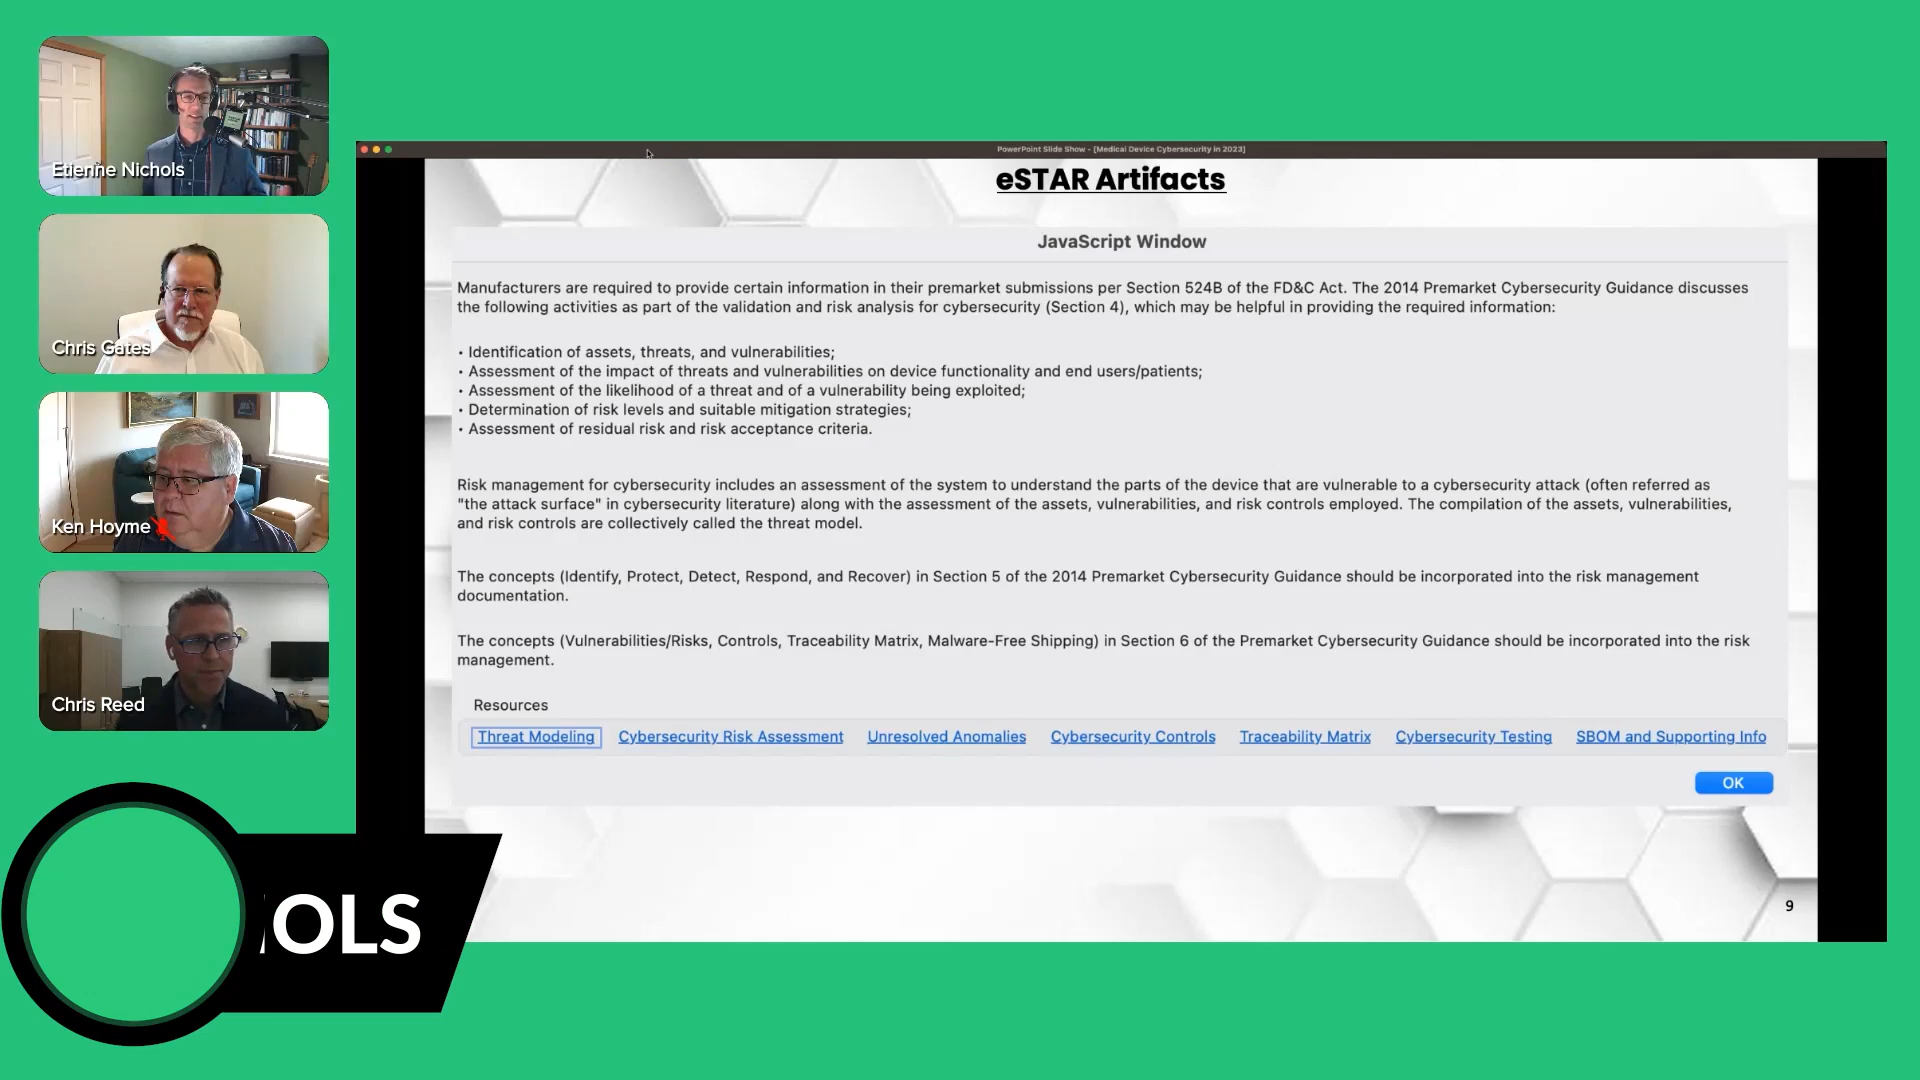 Etienne Nichols
Chris Gates
Ken Hoyme
Chris Reed
OLS
PowerPoint Slide Show - [Medical Device Cybersecurity in 2023]
eSTAR Artifacts
JavaScript Window
Manufacturers are required to provide certain information in their premarket submissions per Section 524B of the FD&C Act. The 2014 Premarket Cybersecurity Guidance discusses
the following activities as part of the validation and risk analysis for cybersecurity (Section 4), which may be helpful in providing the required information:
• Identification of assets, threats, and vulnerabilities;
• Assessment of the impact of threats and vulnerabilities on device functionality and end users/patients;
• Assessment of the likelihood of a threat and of a vulnerability being exploited;
• Determination of risk levels and suitable mitigation strategies;
• Assessment of residual risk and risk acceptance criteria.
Risk management for cybersecurity includes an assessment of the system to understand the parts of the device that are vulnerable to a cybersecurity attack (often referred as
"the attack surface" in cybersecurity literature) along with the assessment of the assets, vulnerabilities, and risk controls employed. The compilation of the assets, vulnerabilities,
and risk controls are collectively called the threat model.
The concepts (Identify, Protect, Detect, Respond, and Recover) in Section 5 of the 2014 Premarket Cybersecurity Guidance should be incorporated into the risk management
documentation.
The concepts (Vulnerabilities/Risks, Controls, Traceability Matrix, Malware-Free Shipping) in Section 6 of the Premarket Cybersecurity Guidance should be incorporated into the risk
management.
Resources
Threat Modeling Cybersecurity Risk Assessment Unresolved Anomalies Cybersecurity Controls Traceability Matrix Cybersecurity Testing SBOM and Supporting Info
OK
9